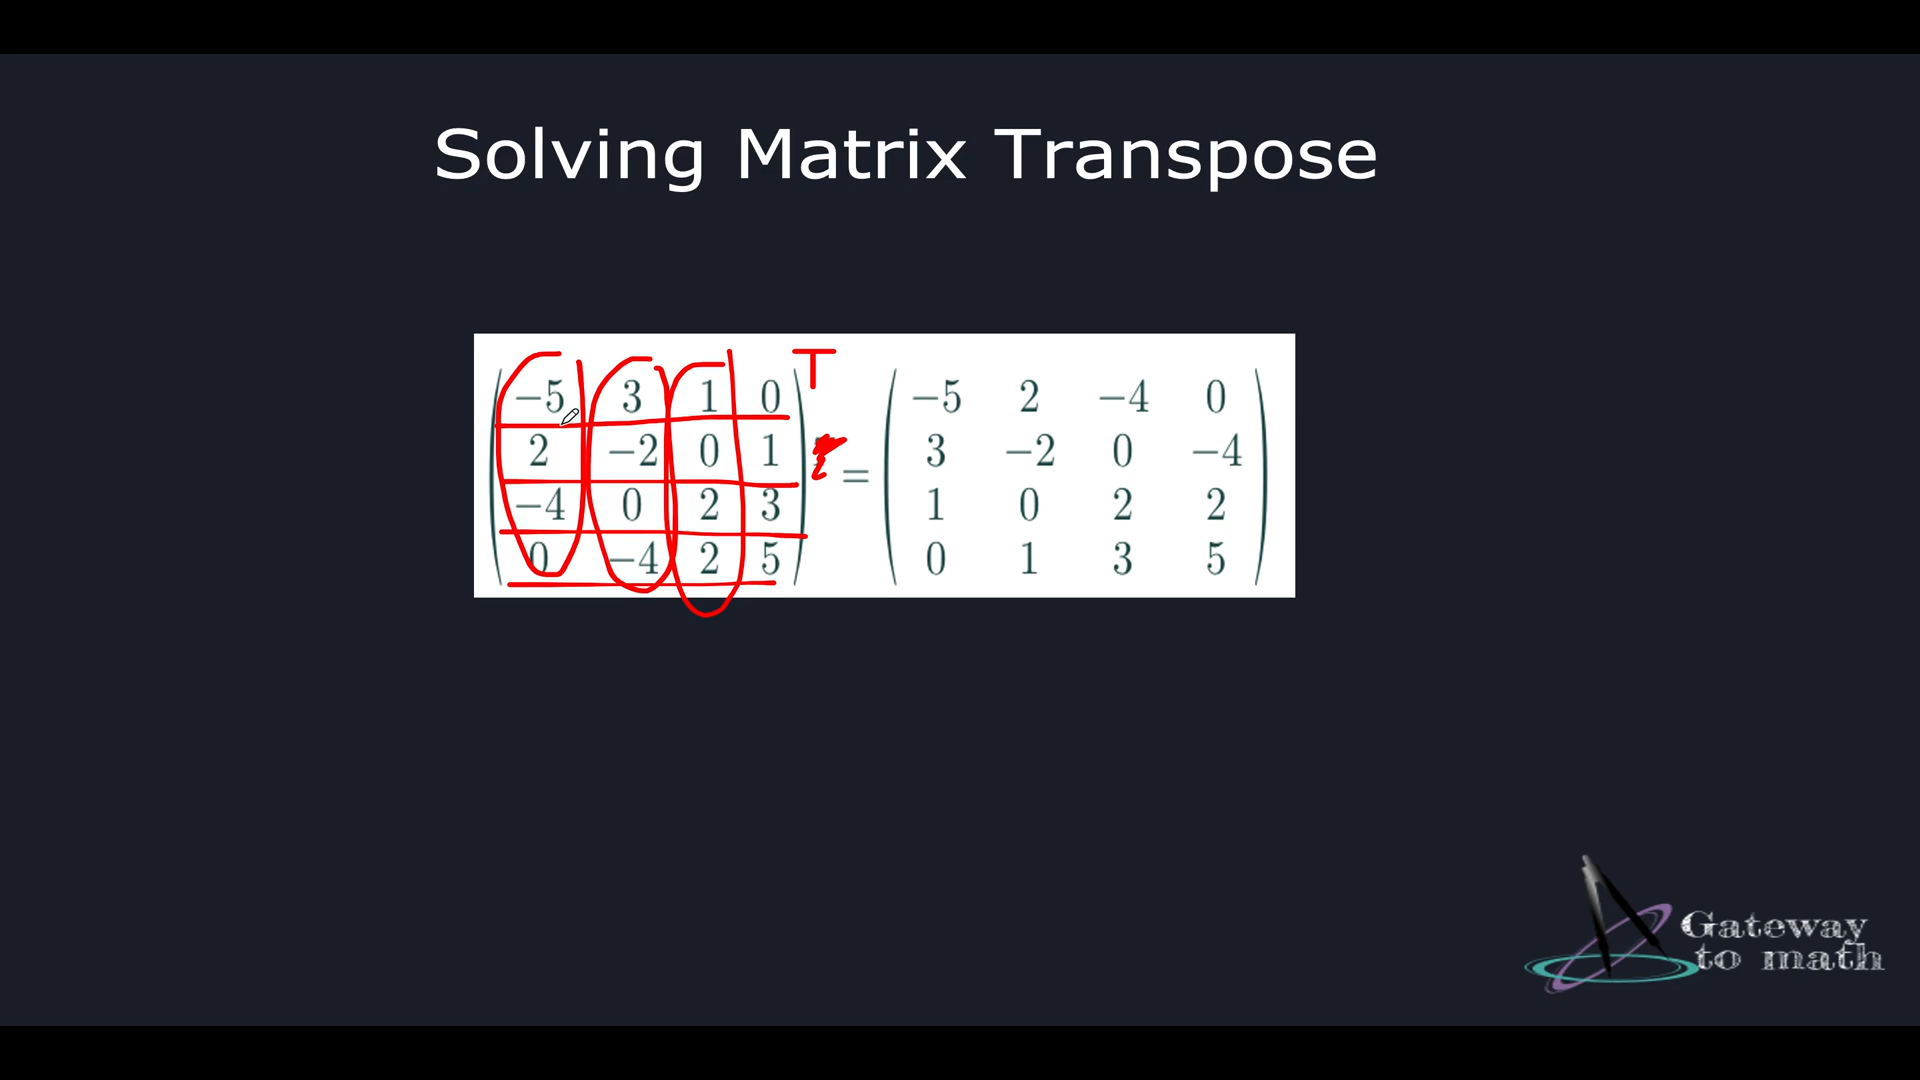 Solving Matrix Transpose
−5 3 1 0 T −5 2 −4 0
2 −2 0 1 3 −2 0 −4
= 
−4 0 2 3 1 0 2 2
0 −4 2 5 0 1 3 5
Gateway
to math